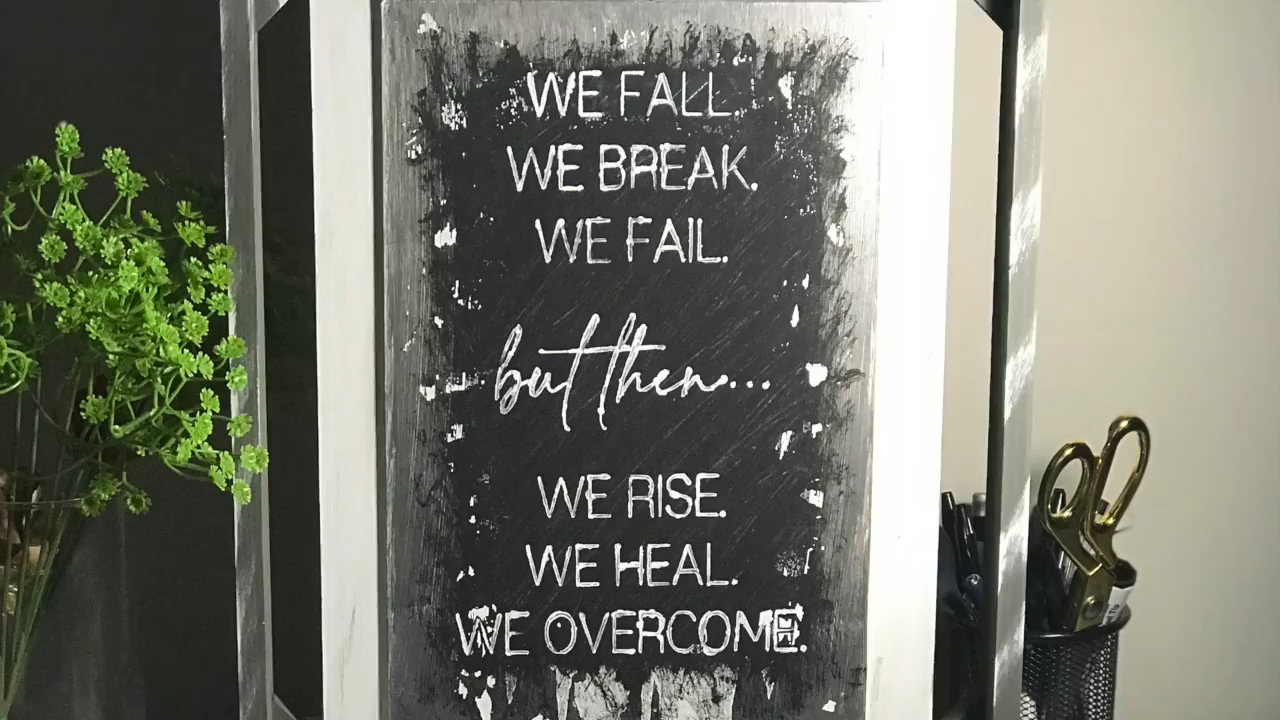 WE FALL.
WE BREAK.
WE FAIL.
but then...
WE RISE.
WE HEAL.
WE OVERCOME.